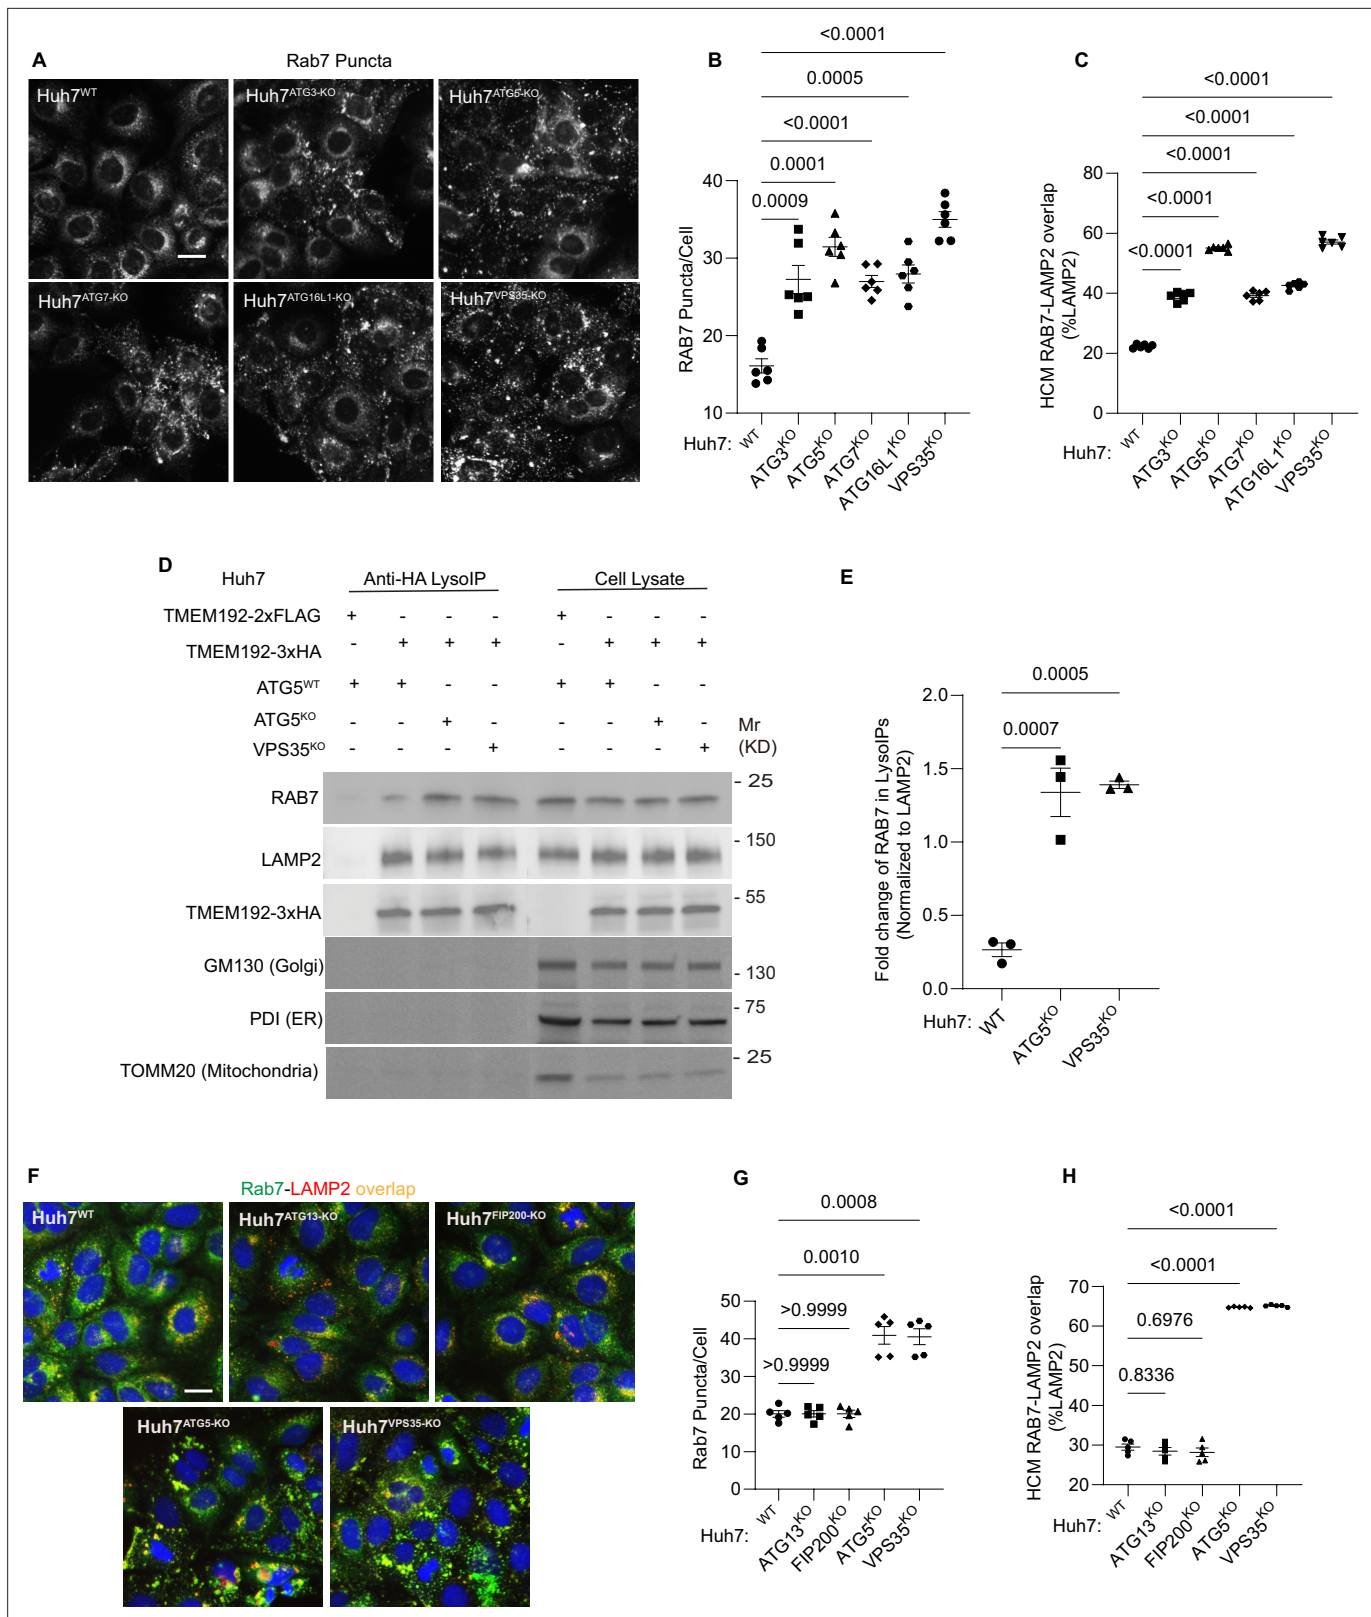 A
Rab7 Puncta
Huh7WT
Huh7ATG3-KO
Huh7ATG5-KO
Huh7ATG7-KO
Huh7ATG16L1-KO
Huh7VPS35-KO
B
<0.0001
0.0005
<0.0001
0.0001
0.0009
RAB7 Puncta/Cell
40
30
20
10
Huh7:
WT
ATG3KO
ATG5KO
ATG7KO
ATG16L1KO
VPS35KO
C
<0.0001
<0.0001
<0.0001
<0.0001
<0.0001
HCM RAB7-LAMP2 overlap
(%LAMP2)
80
60
40
20
0
Huh7:
WT
ATG3KO
ATG5KO
ATG7KO
ATG16L1KO
VPS35KO
D
Huh7 Anti-HA LysoIP Cell Lysate
TMEM192-2xFLAG + - - - + - - -
TMEM192-3xHA - + + + - + + +
ATG5WT + + - - + + - -
ATG5KO - - + - - - + -
VPS35KO - - - + - - - +
Mr
(KD)
RAB7 - 25
LAMP2 - 150
TMEM192-3xHA - 55
GM130 (Golgi) - 130
PDI (ER) - 75
TOMM20 (Mitochondria) - 25
E
0.0005
0.0007
Fold change of RAB7 in LysoIPs
(Normalized to LAMP2)
2.0
1.5
1.0
0.5
0.0
Huh7:
WT
ATG5KO
VPS35KO
F
Rab7-LAMP2 overlap
Huh7WT
Huh7ATG13-KO
Huh7FIP200-KO
Huh7ATG5-KO
Huh7VPS35-KO
G
0.0008
0.0010
>0.9999
>0.9999
Rab7 Puncta/Cell
50
40
30
20
10
0
Huh7:
WT
ATG13KO
FIP200KO
ATG5KO
VPS35KO
H
<0.0001
<0.0001
0.6976
0.8336
HCM RAB7-LAMP2 overlap
(%LAMP2)
70
60
50
40
30
20
Huh7:
WT
ATG13KO
FIP200KO
ATG5KO
VPS35KO